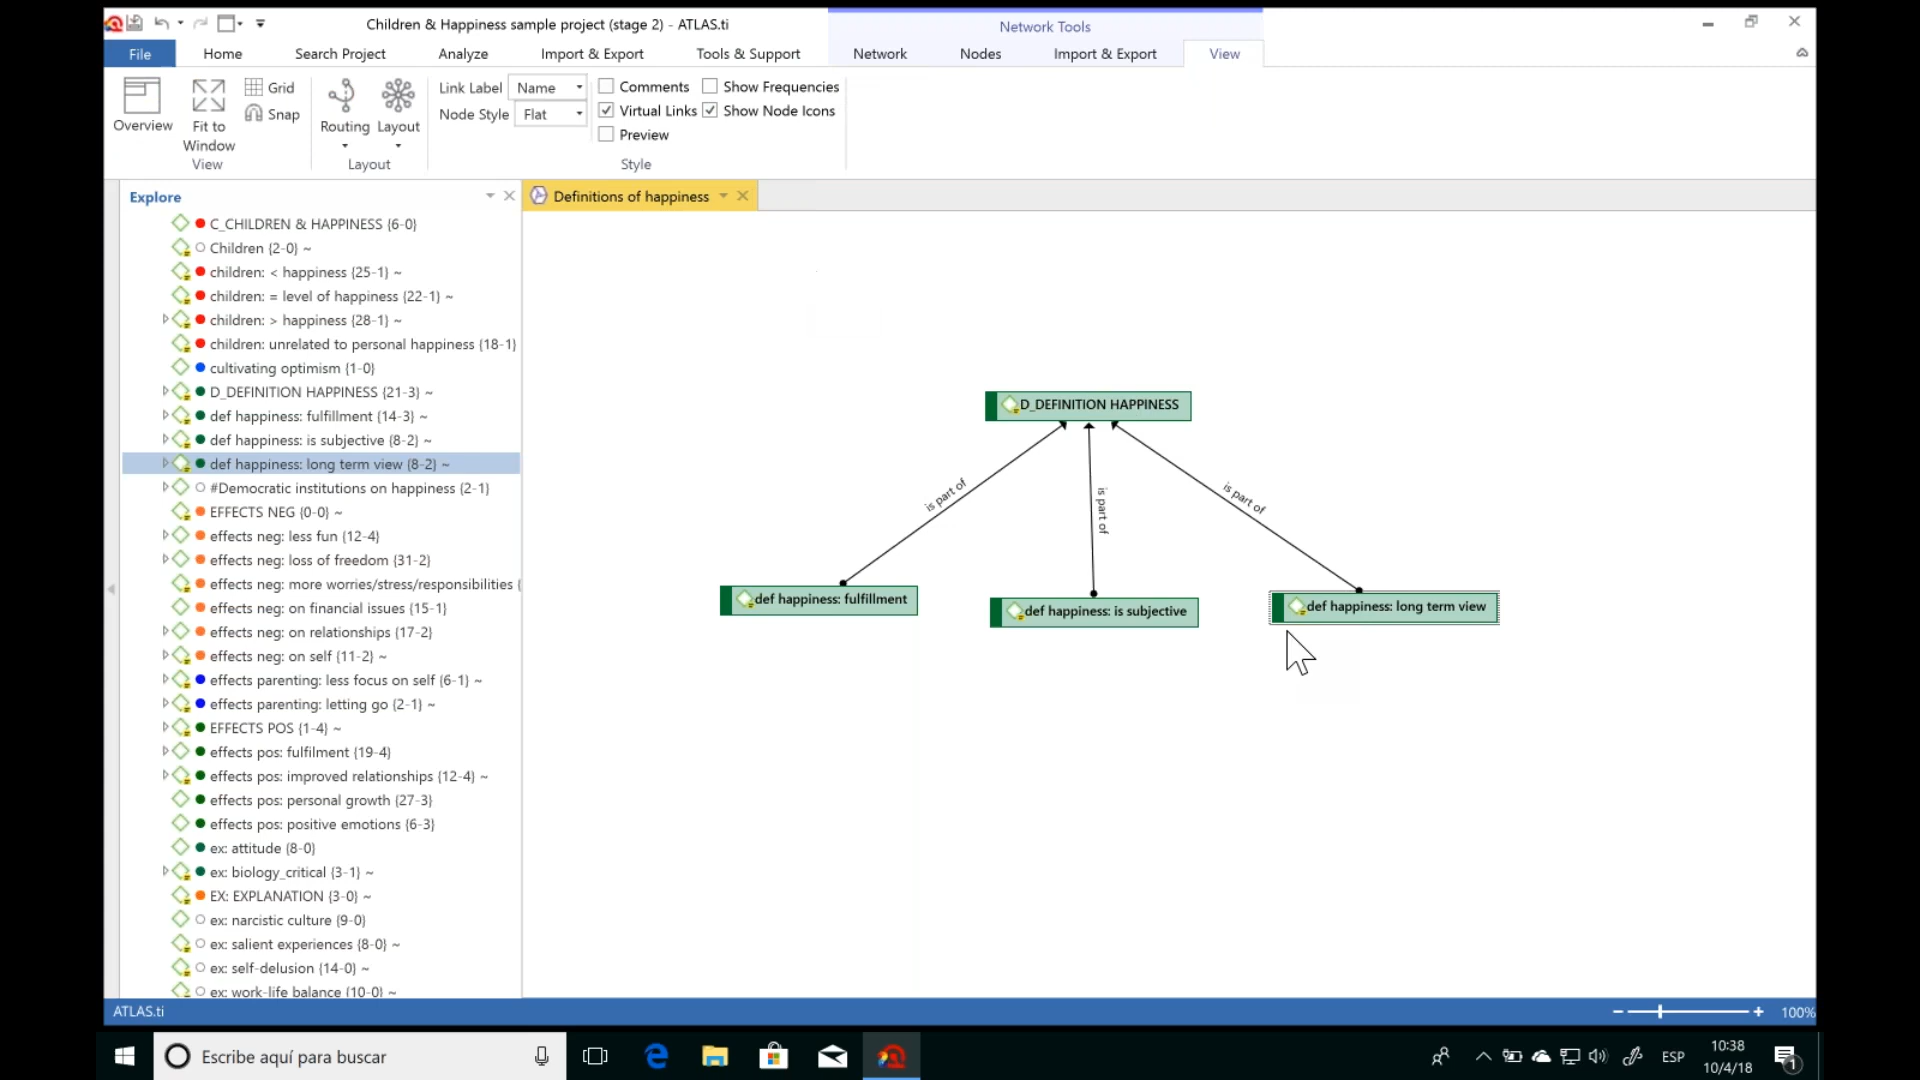 Children & Happiness sample project (stage 2) - ATLAS.ti
Network Tools
File
Home
Search Project
Analyze
Import & Export
Tools & Support
Network
Nodes
Import & Export
View
Overview
Fit to
Window
Grid
Snap
View
Routing
Layout
Layout
Link Label
Name
Node Style
Flat
Comments
Show Frequencies
Virtual Links
Show Node Icons
Preview
Style
Explore
C_CHILDREN & HAPPINESS {6-0}
Children {2-0} ~
children: < happiness {25-1} ~
children: = level of happiness {22-1} ~
children: > happiness {28-1} ~
children: unrelated to personal happiness {18-1}
cultivating optimism {1-0}
D_DEFINITION HAPPINESS {21-3} ~
def happiness: fulfillment {14-3} ~
def happiness: is subjective {8-2} ~
def happiness: long term view {8-2} ~
#Democratic institutions on happiness {2-1}
EFFECTS NEG {0-0} ~
effects neg: less fun {12-4}
effects neg: loss of freedom {31-2}
effects neg: more worries/stress/responsibilities {
effects neg: on financial issues {15-1}
effects neg: on relationships {17-2}
effects neg: on self {11-2} ~
effects parenting: less focus on self {6-1} ~
effects parenting: letting go {2-1} ~
EFFECTS POS {1-4} ~
effects pos: fulfilment {19-4}
effects pos: improved relationships {12-4} ~
effects pos: personal growth {27-3}
effects pos: positive emotions {6-3}
ex: attitude {8-0}
ex: biology_critical {3-1} ~
EX: EXPLANATION {3-0} ~
ex: narcistic culture {9-0}
ex: salient experiences {8-0} ~
ex: self-delusion {14-0} ~
ex: work-life balance {10-0} ~
Definitions of happiness
D_DEFINITION HAPPINESS
is part of
is part of
is part of
def happiness: fulfillment
def happiness: is subjective
def happiness: long term view
ATLAS.ti
100%
Escribe aquí para buscar
ESP
10:38
10/4/18
1